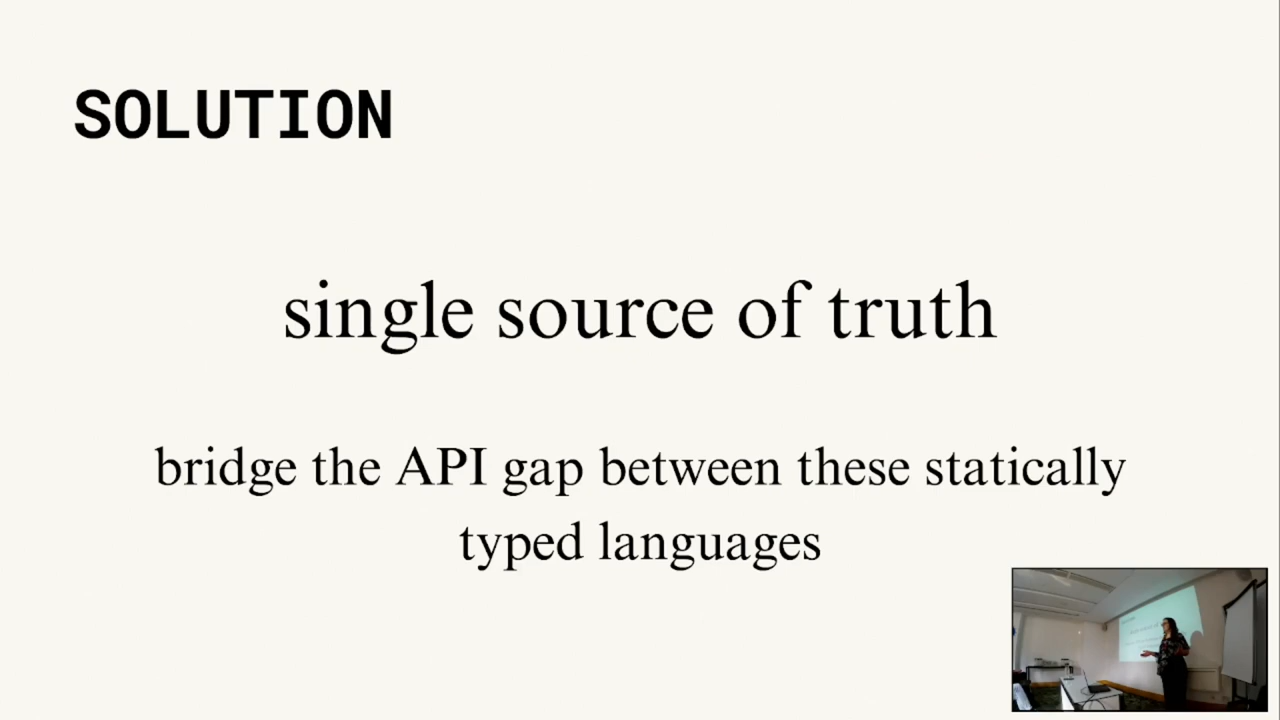 SOLUTION
single source of truth
bridge the API gap between these statically
typed languages